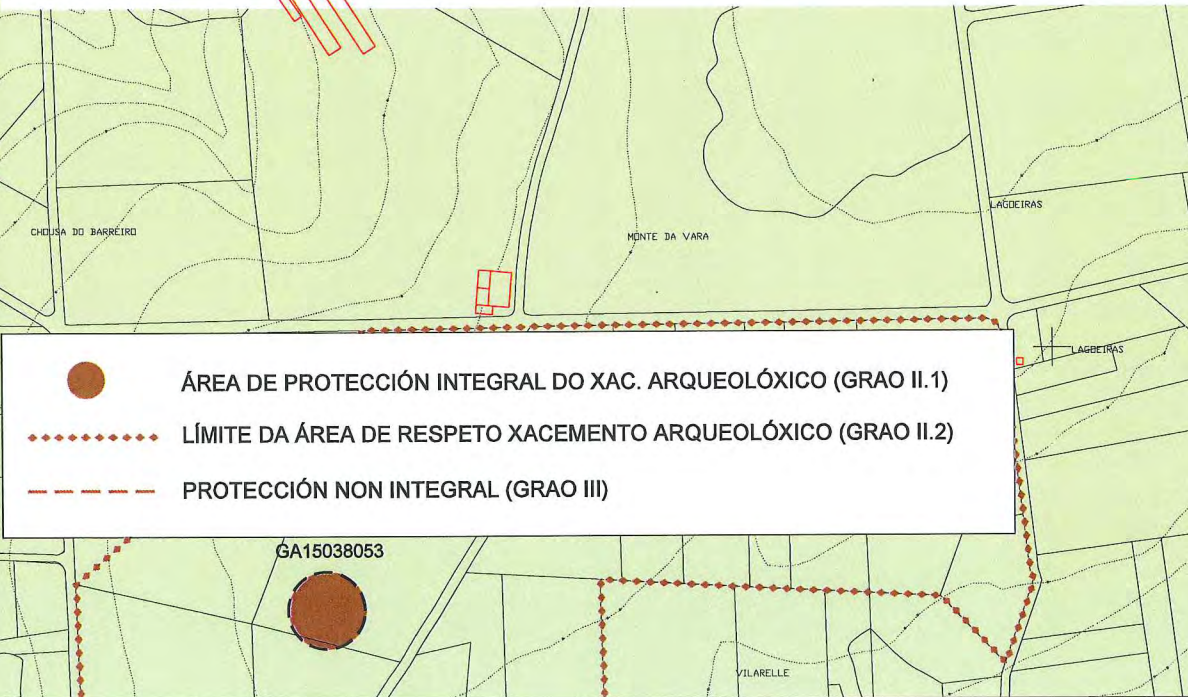 LAGOEIRAS
CHOUSA DO BARREIRO
MONTE DA VARA
LAGOEIRAS
ÁREA DE PROTECCIÓN INTEGRAL DO XAC. ARQUEOLÓXICO (GRAO II.1)
LÍMITE DA ÁREA DE RESPETO XACEMENTO ARQUEOLÓXICO (GRAO II.2)
PROTECCIÓN NON INTEGRAL (GRAO III)
GA15038053
VILARELLE